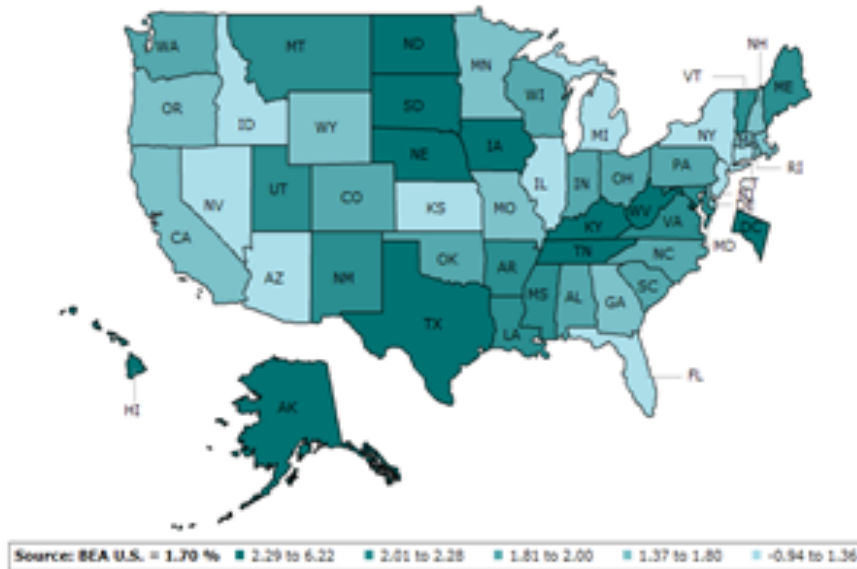 NH
WA
MT
ND
MN
VT
ME
OR
ID
SD
WI
WY
MI
NY
NE
IA
PA
RI
NV
UT
CO
IL
IN
OH
KS
MO
WV
VA
CA
KY
MD
DC
TN
NC
AZ
NM
OK
AR
SC
MS
AL
GA
TX
LA
FL
HI
AK
Source: BEA U.S. = 1.70 % 2.29 to 6.22 2.01 to 2.28 1.81 to 2.00 1.37 to 1.80 -0.94 to 1.36